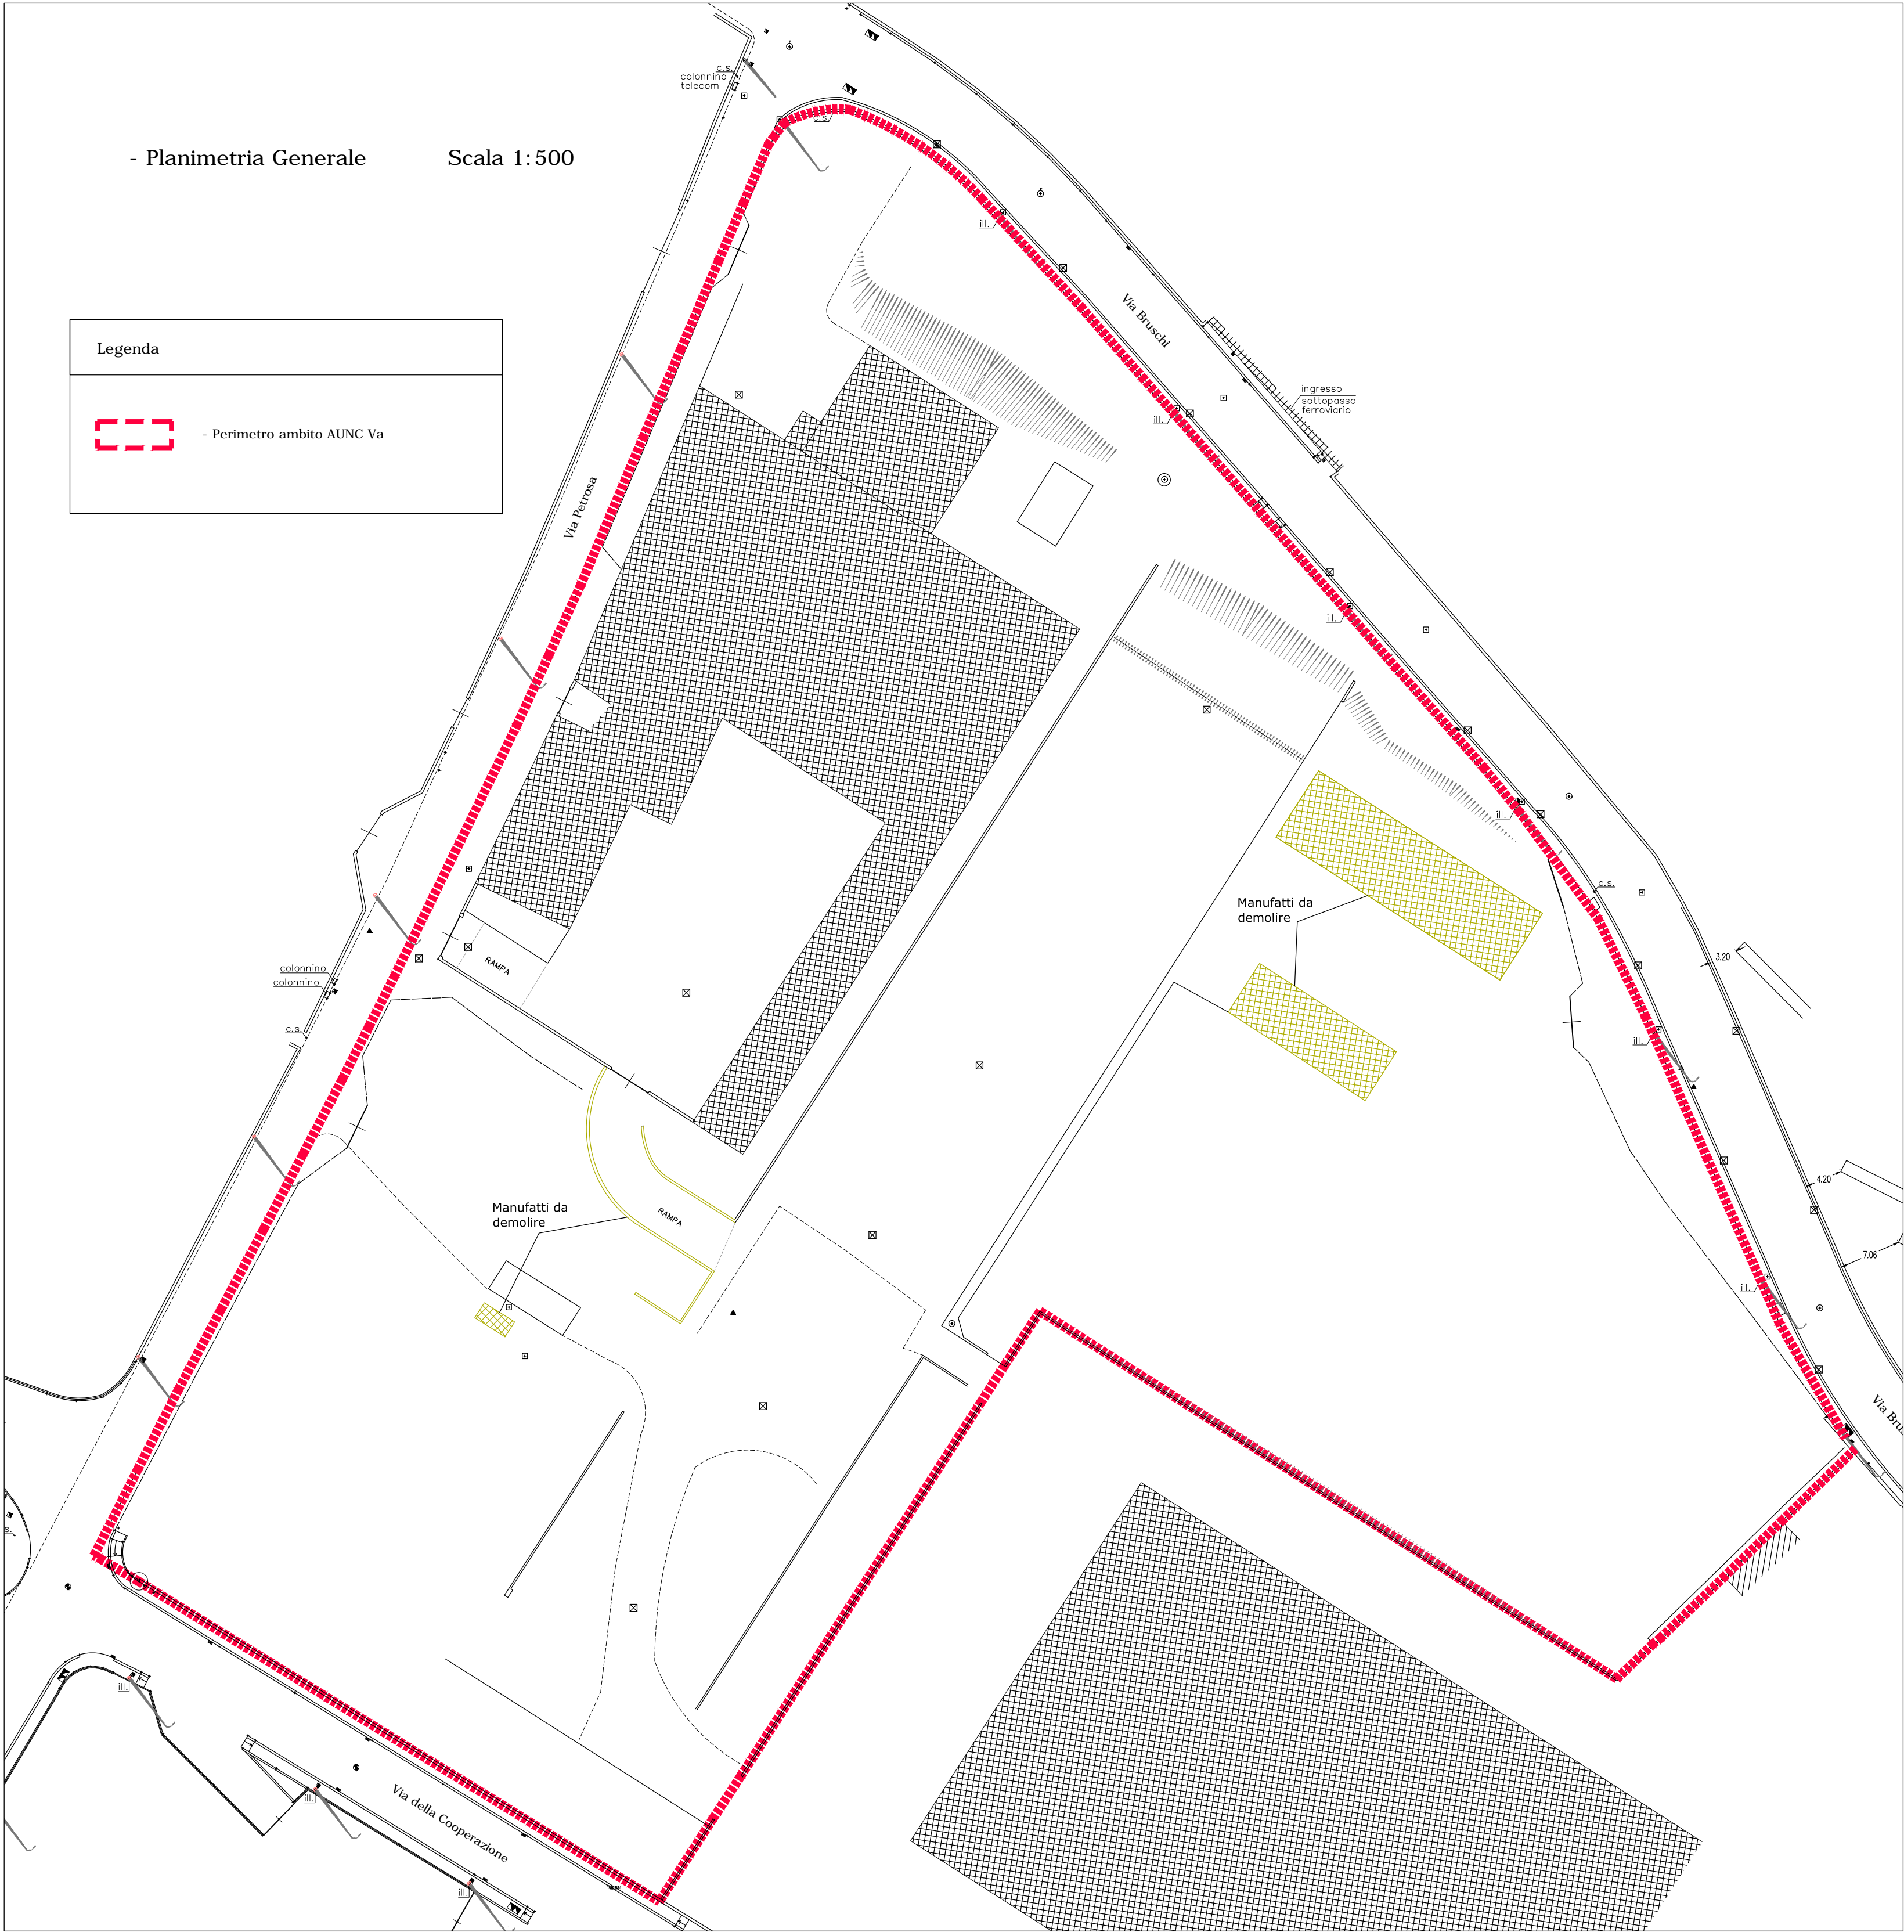 c.s.
colonnino
telecom
c.s.
- Planimetria Generale Scala 1:500
ill.
Legenda
- Perimetro ambito AUNC Va
Via Bruschi
ingresso
sottopasso
ferroviario
ill.
Via Petrosa
ill.
ill.
c.s.
Manufatti da
demolire
3.20
RAMPA
colonnino
colonnino
c.s.
ill.
4.20
Manufatti da
demolire
RAMPA
7.06
ill.
Via Bru
s.
ill.
ill.
Via della Cooperazione
ill.